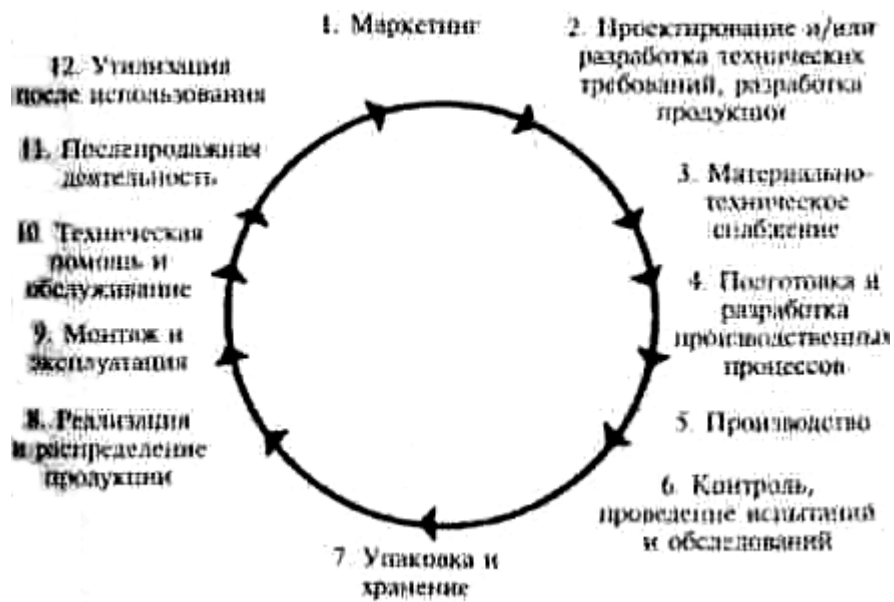 1. Маркетинг
2. Проектирование и/или
разработка технических
требований, разработка
продукции
3. Материально-
техническое
снабжение
4. Подготовка и
разработка
производственных
процессов
5. Производство
6. Контроль,
проведение испытаний
и обследований
7. Упаковка и
хранение
8. Реализация
и распределение
продукции
9. Монтаж и
эксплуатация
10. Техническая
помощь и
обслуживание
11. Послепродажная
деятельность
12. Утилизация
после использования